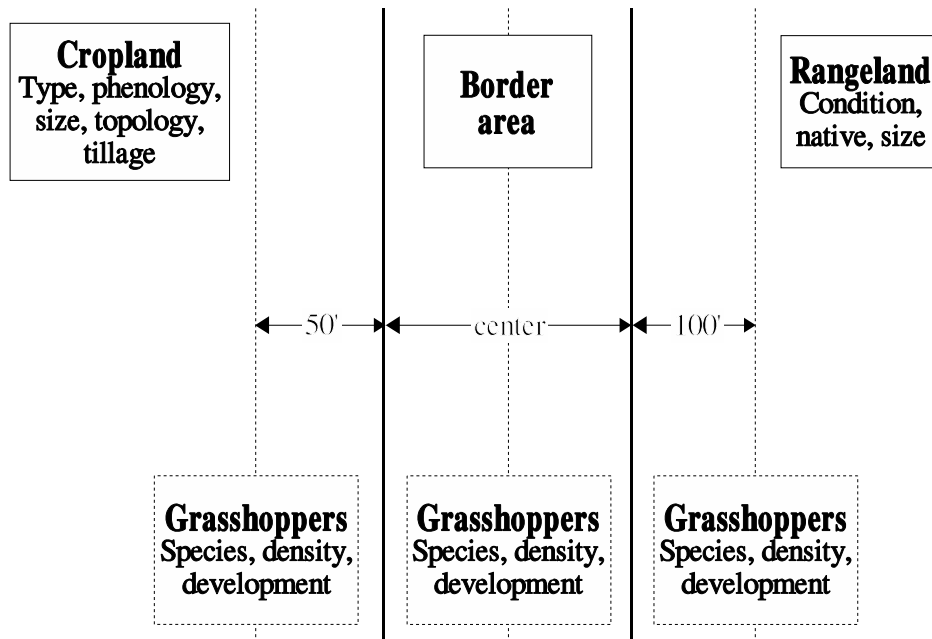 Cropland
Type, phenology,
size, topology,
tillage
Border
area
Rangeland
Condition,
native, size
50'
center
100'
Grasshoppers
Species, density,
development
Grasshoppers
Species, density,
development
Grasshoppers
Species, density,
development